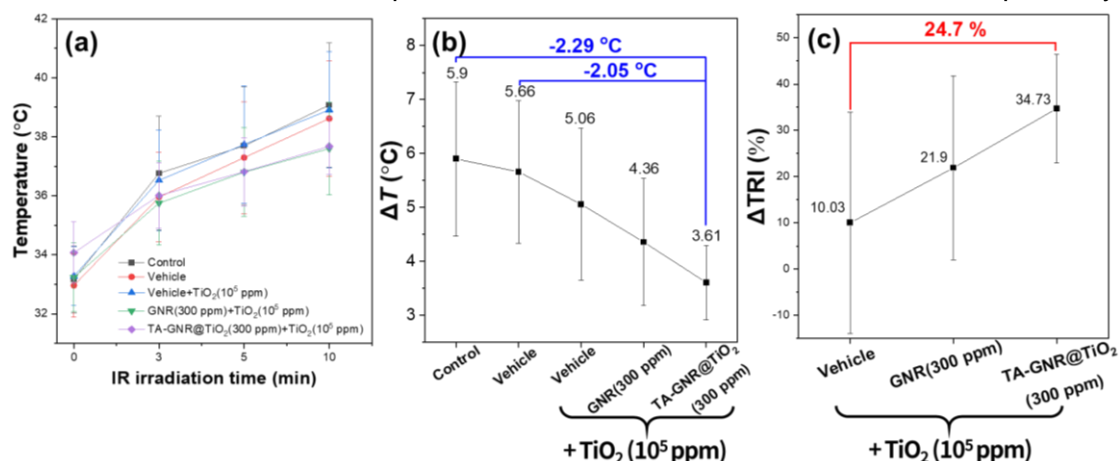 (a)
Temperature (°C)
42
40
38
36
34
32
Control
Vehicle
Vehicle+TiO₂(10⁵ ppm)
GNR(300 ppm)+TiO₂(10⁵ ppm)
TA-GNR@TiO₂(300 ppm)+TiO₂(10⁵ ppm)
0
3
5
10
IR irradiation time (min)
(b)
-2.29 °C
-2.05 °C
ΔT (°C)
7
6
5
4
3
5.9
5.66
5.06
4.36
3.61
Control
Vehicle
Vehicle
GNR(300 ppm)
TA-GNR@TiO₂
(300 ppm)
+ TiO₂ (10⁵ ppm)
(c)
24.7 %
ΔTRI (%)
50
40
30
20
10
0
-10
10.03
21.9
34.73
Vehicle
GNR(300 ppm)
TA-GNR@TiO₂
(300 ppm)
+ TiO₂ (10⁵ ppm)